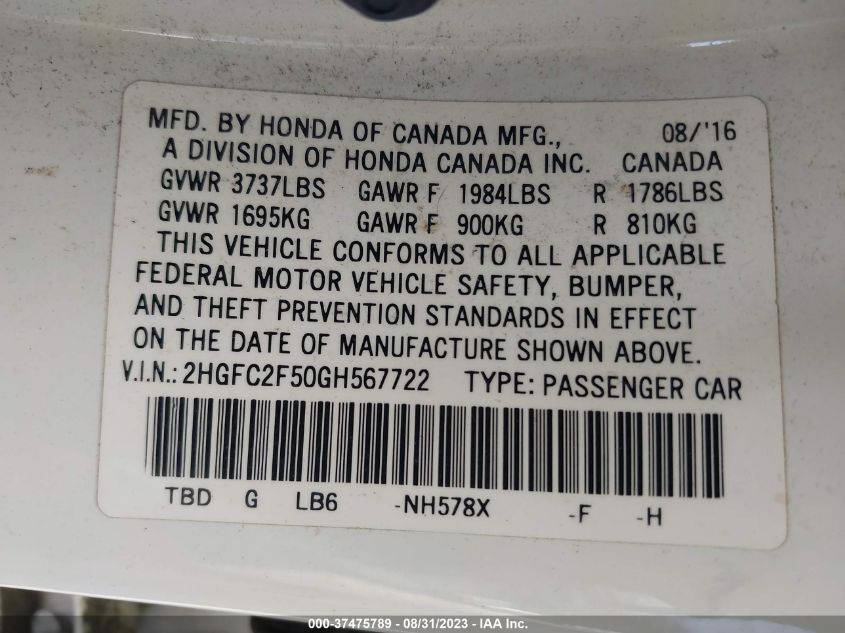 MFD. BY HONDA OF CANADA MFG., 08/'16
A DIVISION OF HONDA CANADA INC. CANADA
GVWR 3737LBS GAWR F 1984LBS R 1786LBS
GVWR 1695KG GAWR F 900KG R 810KG
THIS VEHICLE CONFORMS TO ALL APPLICABLE
FEDERAL MOTOR VEHICLE SAFETY, BUMPER,
AND THEFT PREVENTION STANDARDS IN EFFECT
ON THE DATE OF MANUFACTURE SHOWN ABOVE.
V.I.N.: 2HGFC2F50GH567722 TYPE: PASSENGER CAR
TBD G LB6 -NH578X -F -H
000-37475789 - 08/31/2023 - IAA Inc.